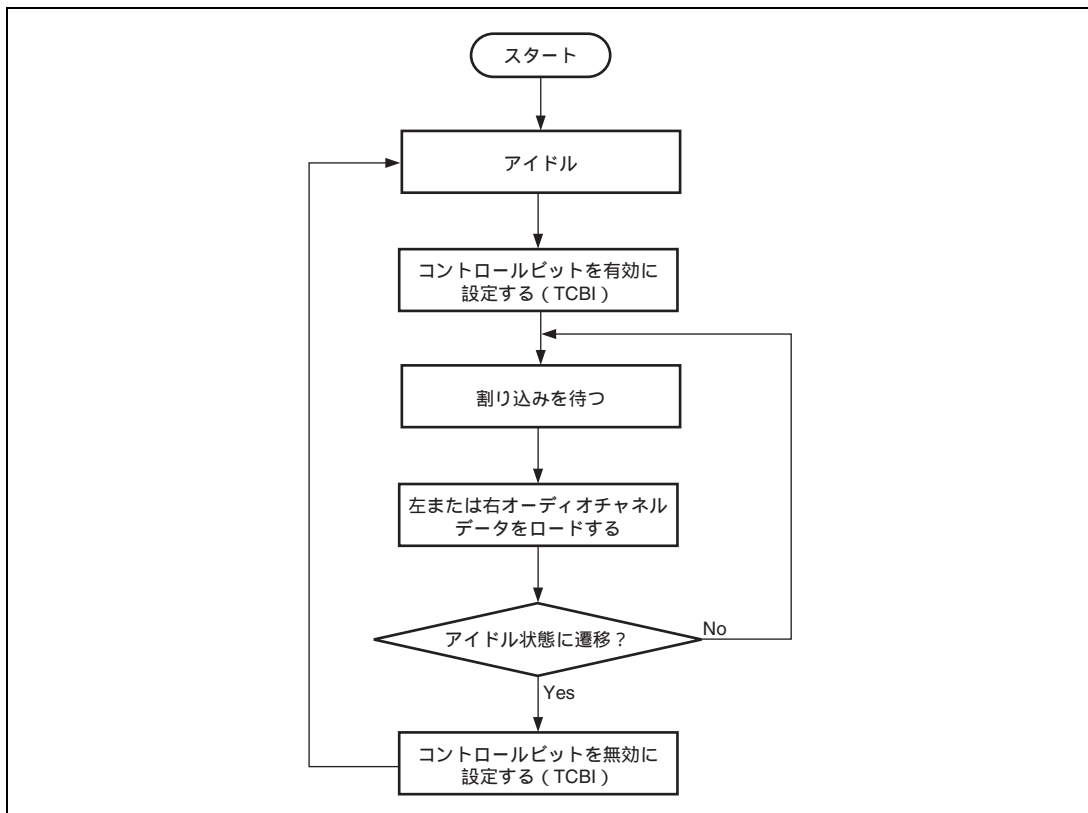 スタート
アイドル
コントロールビットを有効に
設定する（TCBI）
割り込みを待つ
左または右オーディオチャネル
データをロードする
アイドル状態に遷移？
No
Yes
コントロールビットを無効に
設定する（TCBI）